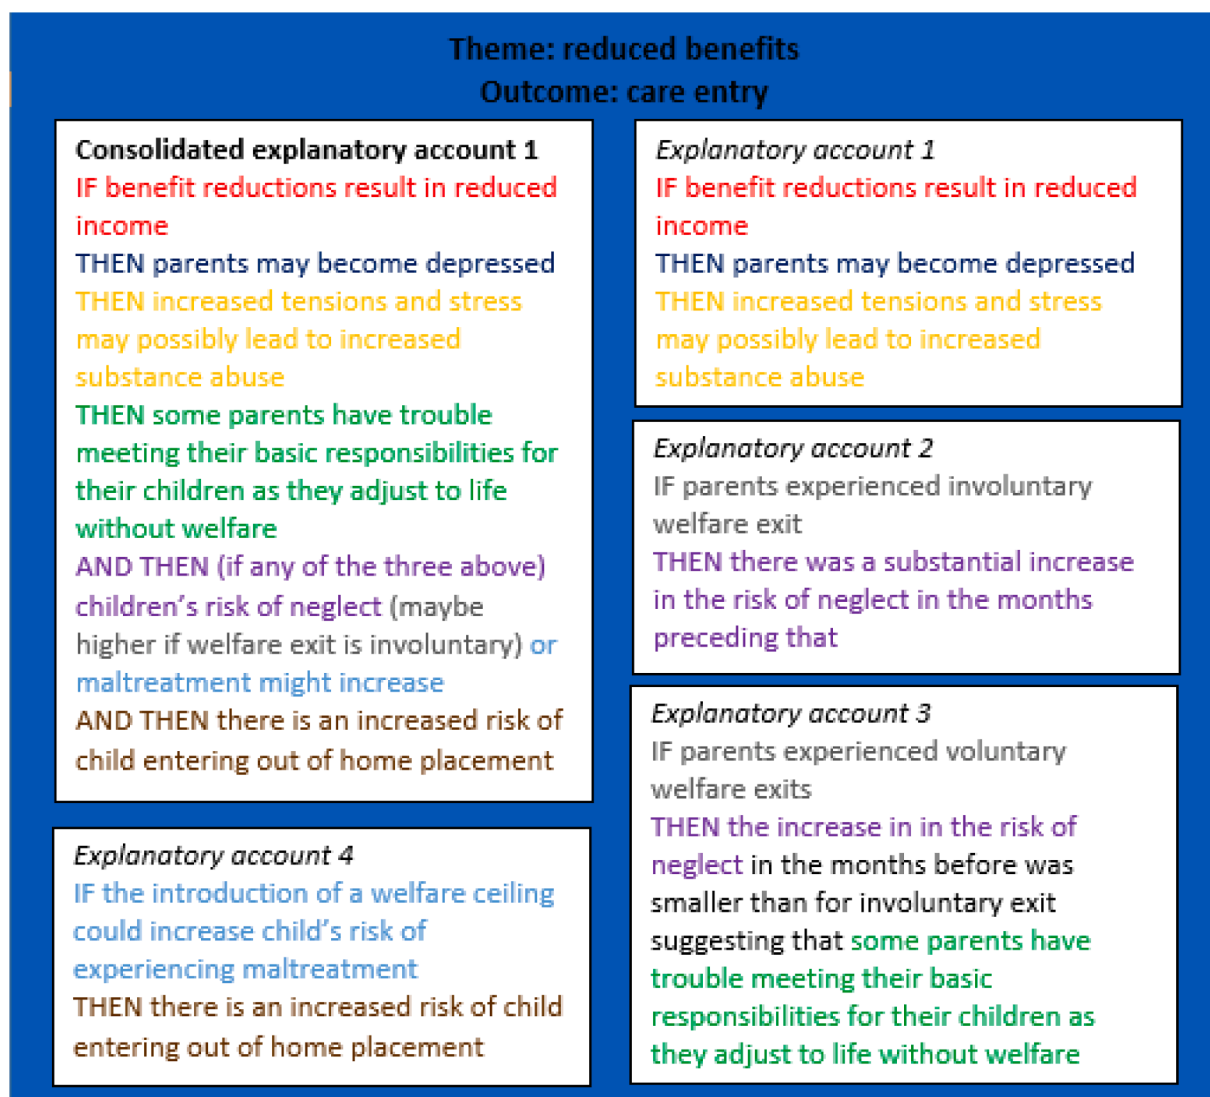 Theme: reduced benefits
Outcome: care entry
Consolidated explanatory account 1
IF benefit reductions result in reduced
income
THEN parents may become depressed
THEN increased tensions and stress
may possibly lead to increased
substance abuse
THEN some parents have trouble
meeting their basic responsibilities for
their children as they adjust to life
without welfare
AND THEN (if any of the three above)
children’s risk of neglect (maybe
higher if welfare exit is involuntary) or
maltreatment might increase
AND THEN there is an increased risk of
child entering out of home placement
Explanatory account 1
IF benefit reductions result in reduced
income
THEN parents may become depressed
THEN increased tensions and stress
may possibly lead to increased
substance abuse
Explanatory account 2
IF parents experienced involuntary
welfare exit
THEN there was a substantial increase
in the risk of neglect in the months
preceding that
Explanatory account 3
IF parents experienced voluntary
welfare exits
THEN the increase in in the risk of
neglect in the months before was
smaller than for involuntary exit
suggesting that some parents have
trouble meeting their basic
responsibilities for their children as
they adjust to life without welfare
Explanatory account 4
IF the introduction of a welfare ceiling
could increase child’s risk of
experiencing maltreatment
THEN there is an increased risk of child
entering out of home placement